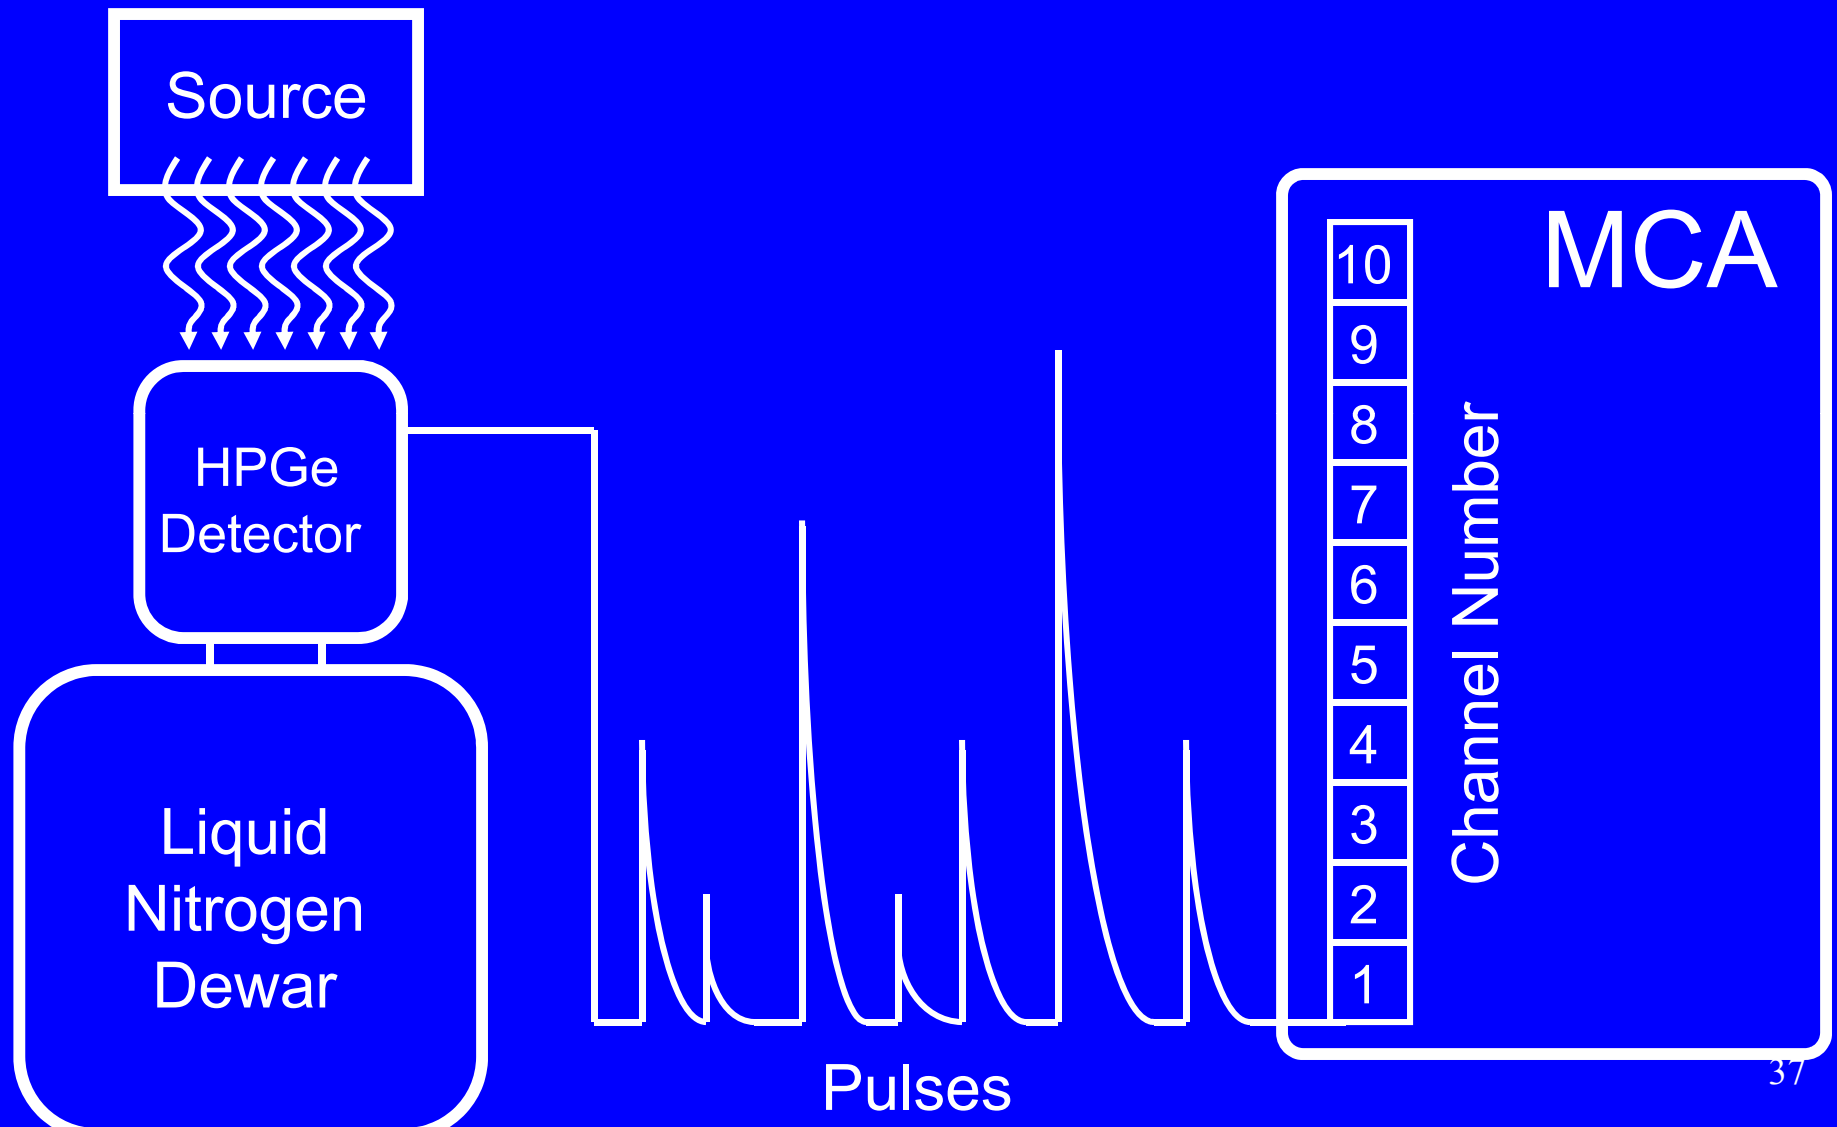 Source
HPGe
Detector
Liquid
Nitrogen
Dewar
Pulses
MCA
10
9
8
7
6
5
4
3
2
1
Channel Number
37